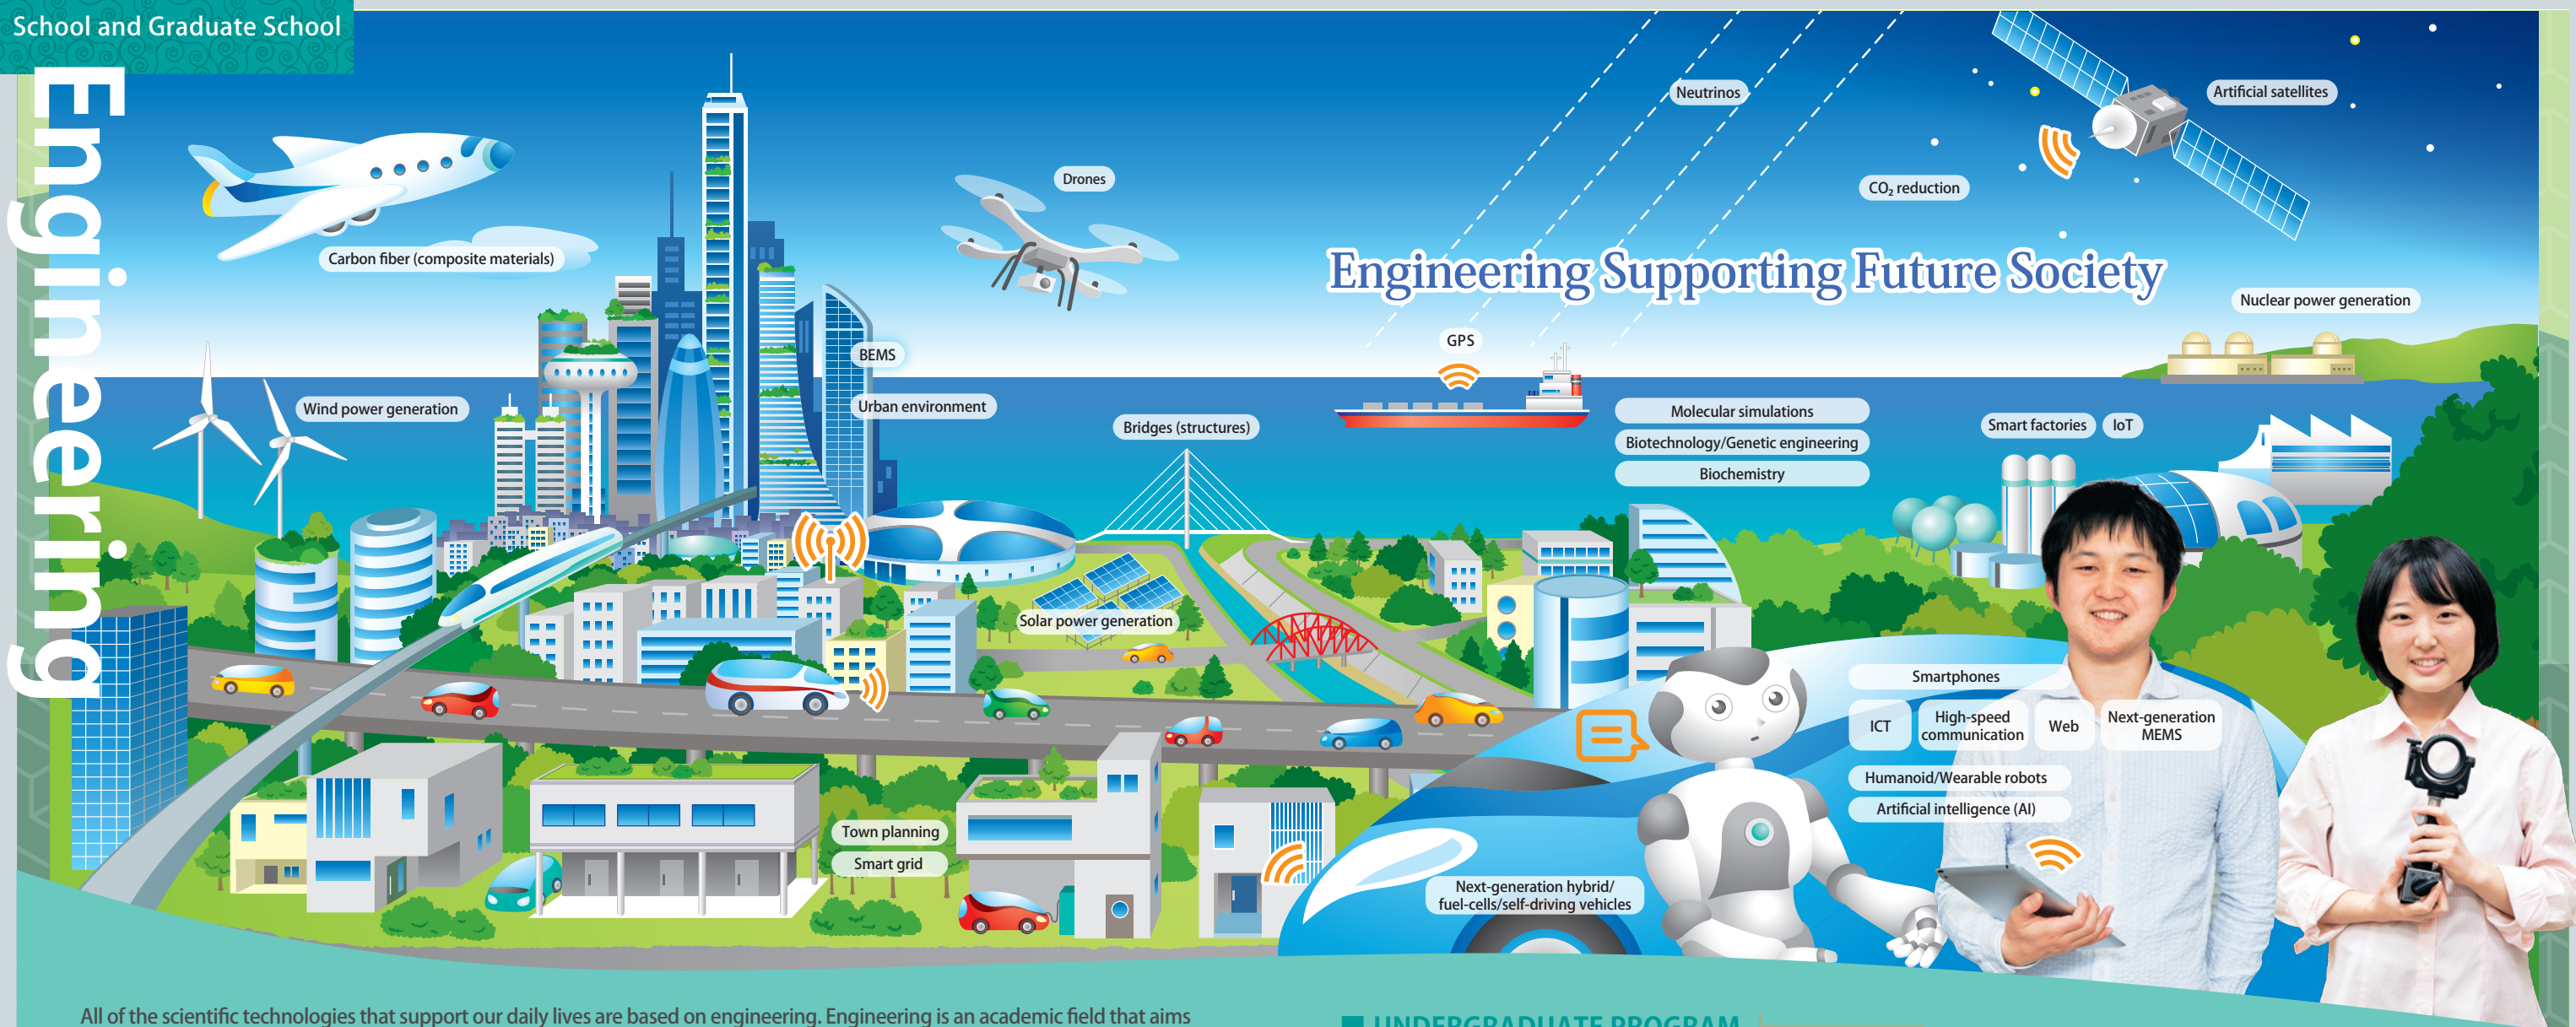 School and Graduate School
Engineering
Neutrinos
Artificial satellites
Drones
CO₂ reduction
Carbon fiber (composite materials)
Engineering Supporting Future Society
Nuclear power generation
GPS
BEMS
Wind power generation
Urban environment
Bridges (structures)
Molecular simulations
Biotechnology/Genetic engineering
Biochemistry
Smart factories
IoT
Solar power generation
Smartphones
ICT
High-speed
communication
Web
Next-generation
MEMS
Humanoid/Wearable robots
Artificial intelligence (AI)
Town planning
Smart grid
Next-generation hybrid/
fuel-cells/self-driving vehicles
All of the scientific technologies that support our daily lives are based on engineering. Engineering is an academic field that aims
UNDERGRADUATE PROGRAM